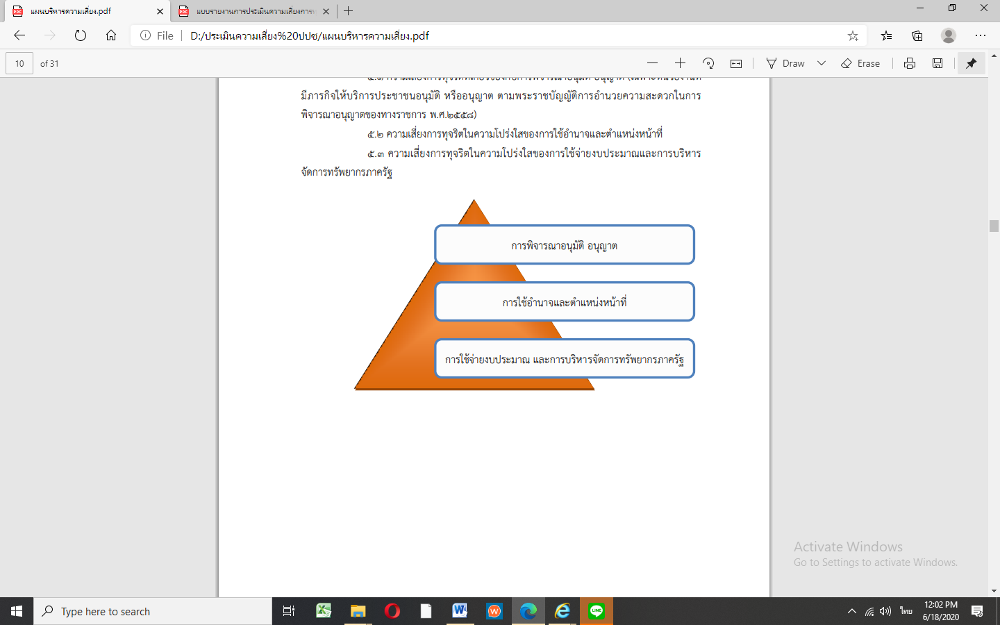 แผนบริหารความเสี่ยง.pdf
แบบรายงานการประเมินความเสี่ยงการ
File
D:/ประเมินความเสี่ยง%20ปปช/แผนบริหารความเสี่ยง.pdf
10 of 31
Draw
Erase
มีภารกิจให้บริการประชาชนอนุมัติ หรืออนุญาต ตามพระราชบัญญัติการอำนวยความสะดวกในการ
พิจารณาอนุญาตของทางราชการ พ.ศ.๒๕๕๘)
๕.๒ ความเสี่ยงการทุจริตในความโปร่งใสของการใช้อำนาจและตำแหน่งหน้าที่
๕.๓ ความเสี่ยงการทุจริตในความโปร่งใสของการใช้จ่ายงบประมาณและการบริหาร
จัดการทรัพยากรภาครัฐ
การพิจารณาอนุมัติ อนุญาต
การใช้อำนาจและตำแหน่งหน้าที่
การใช้จ่ายงบประมาณ และการบริหารจัดการทรัพยากรภาครัฐ
Activate Windows
Go to Settings to activate Windows.
Type here to search
ไทย
12:02 PM
6/18/2020